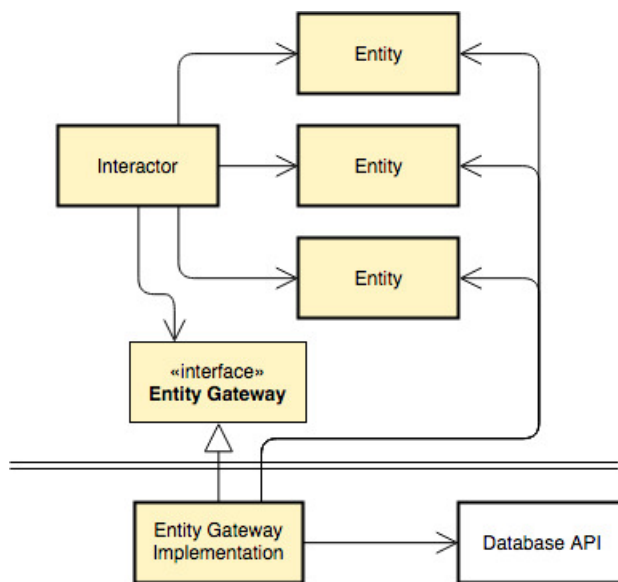 Entity
Interactor
Entity
Entity
«interface»
Entity Gateway
Entity Gateway
Implementation
Database API